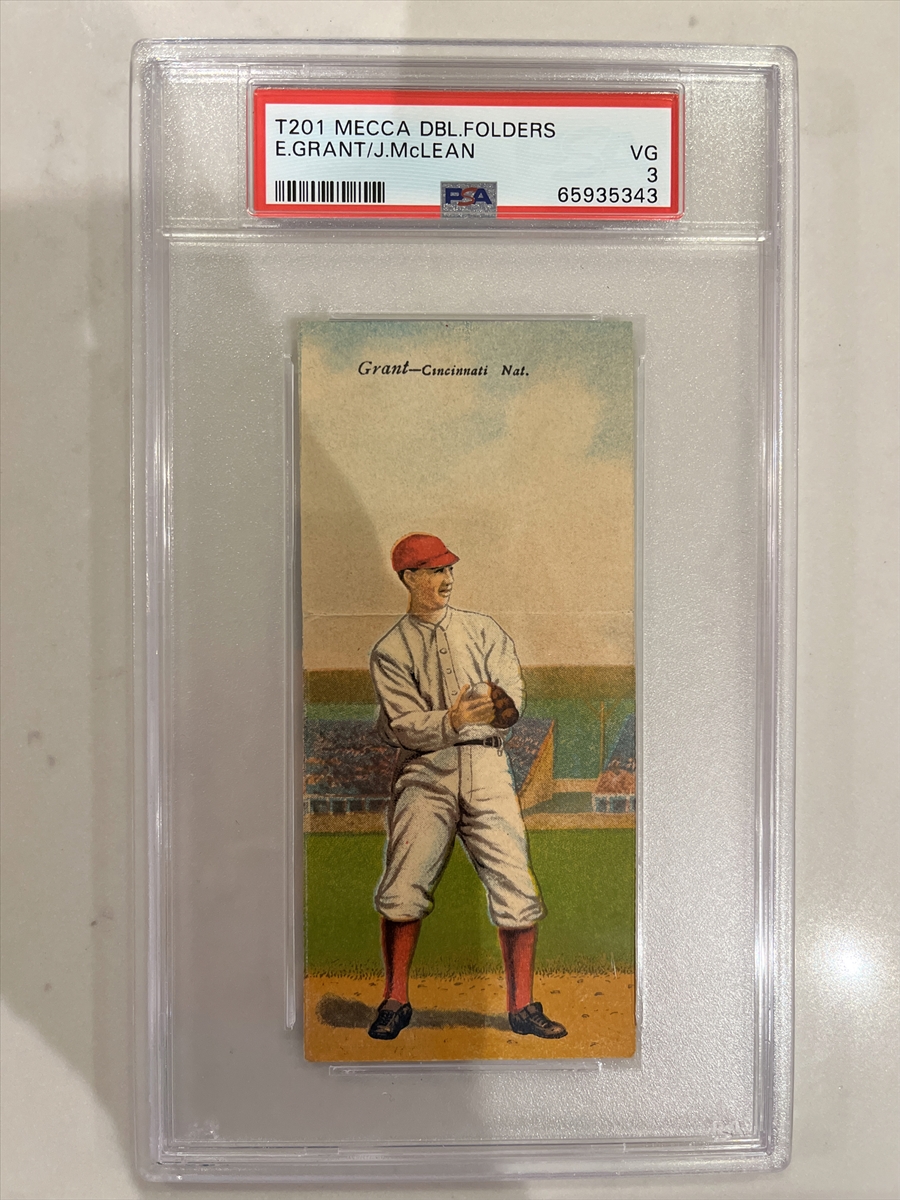 T201 MECCA DBL.FOLDERS
E.GRANT/J.McLEAN VG
3
PSA 65935343
Grant—Cincinnati Nat.